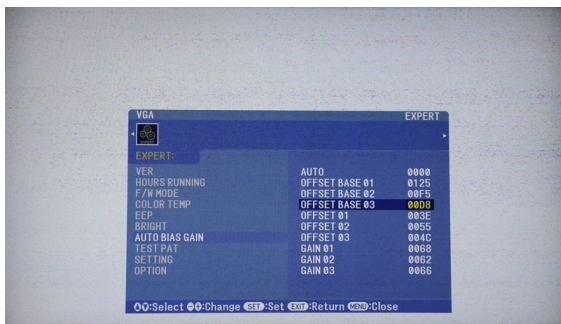 VGA EXPERT
EXPERT:
VER
HOURS RUNNING
F/W MODE
COLOR TEMP
EEP
BRIGHT
AUTO BIAS GAIN
TEST PAT
SETTING
OPTION
AUTO 0000
OFFSET BASE 01 0125
OFFSET BASE 02 00F5
OFFSET BASE 03 00D8
OFFSET 01 003E
OFFSET 02 0055
OFFSET 03 004C
GAIN 01 0068
GAIN 02 0062
GAIN 03 0066
:Select :Change SET:Set EXIT:Return MENU:Close